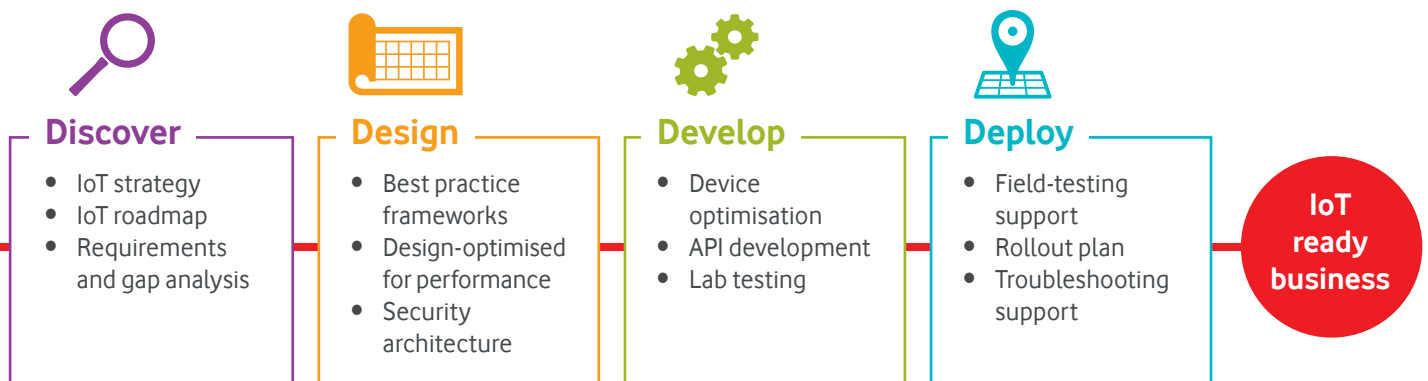 Discover
• IoT strategy
• IoT roadmap
• Requirements
and gap analysis
Design
• Best practice
frameworks
• Design-optimised
for performance
• Security
architecture
Develop
• Device
optimisation
• API development
• Lab testing
Deploy
• Field-testing
support
• Rollout plan
• Troubleshooting
support
IoT
ready
business